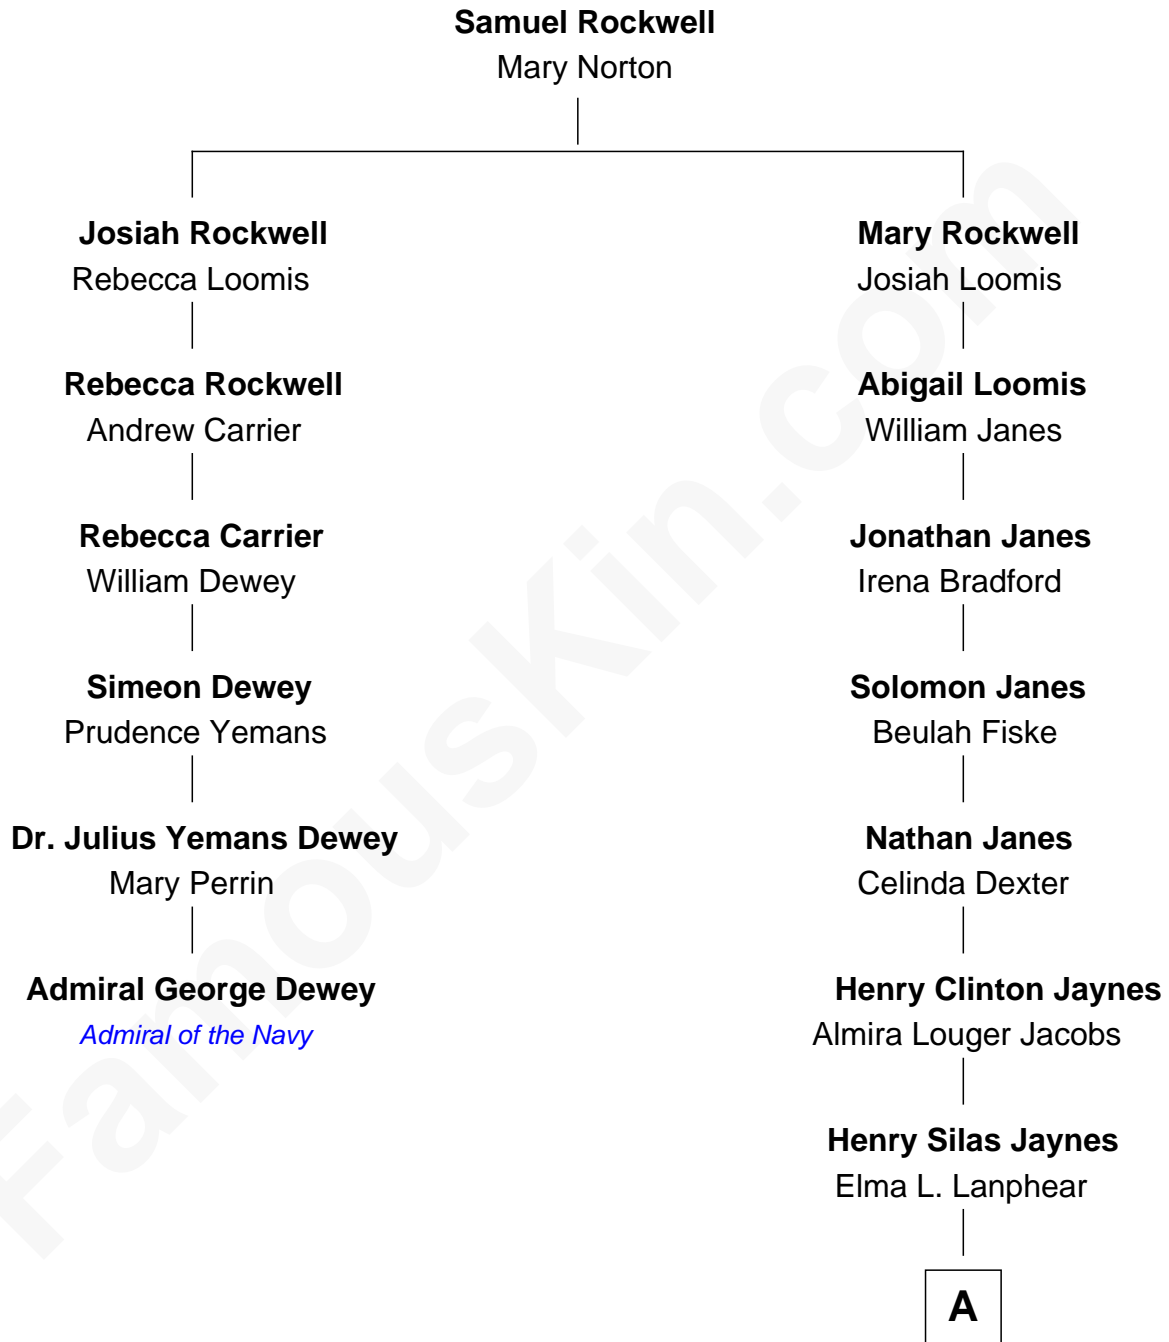 Samuel Rockwell
Mary Norton
Josiah Rockwell
Rebecca Loomis
Rebecca Rockwell
Andrew Carrier
Rebecca Carrier
William Dewey
Simeon Dewey
Prudence Yemans
Dr. Julius Yemans Dewey
Mary Perrin
Admiral George Dewey
Admiral of the Navy
Mary Rockwell
Josiah Loomis
Abigail Loomis
William Janes
Jonathan Janes
Irena Bradford
Solomon Janes
Beulah Fiske
Nathan Janes
Celinda Dexter
Henry Clinton Jaynes
Almira Louger Jacobs
Henry Silas Jaynes
Elma L. Lanphear
A
FamousKin.com